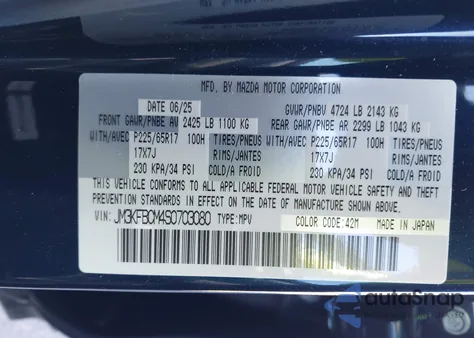 MFD. BY MAZDA MOTOR CORPORATION
DATE 06/25 GVWR/PNBV 4724 LB 2143 KG
FRONT GAWR/PNBE AV 2425 LB 1100 KG REAR GAWR/PNBE AR 2299 LB 1043 KG
WITH/AVEC P225/65R17 100H TIRES/PNEUS WITH/AVEC P225/65R17 100H TIRES/PNEUS
17X7J RIMS/JANTES 17X7J RIMS/JANTES
230 KPA/34 PSI COLD/A FROID 230 KPA/34 PSI COLD/A FROID
THIS VEHICLE CONFORMS TO ALL APPLICABLE FEDERAL MOTOR VEHICLE SAFETY AND
THEFT PREVENTION STANDARDS IN EFFECT ON THE DATE OF MANUFACTURE SHOWN ABOVE.
VIN: JM3KFBCM4S0703080 TYPE: MPV COLOR CODE: 42M MADE IN JAPAN
autoSnap